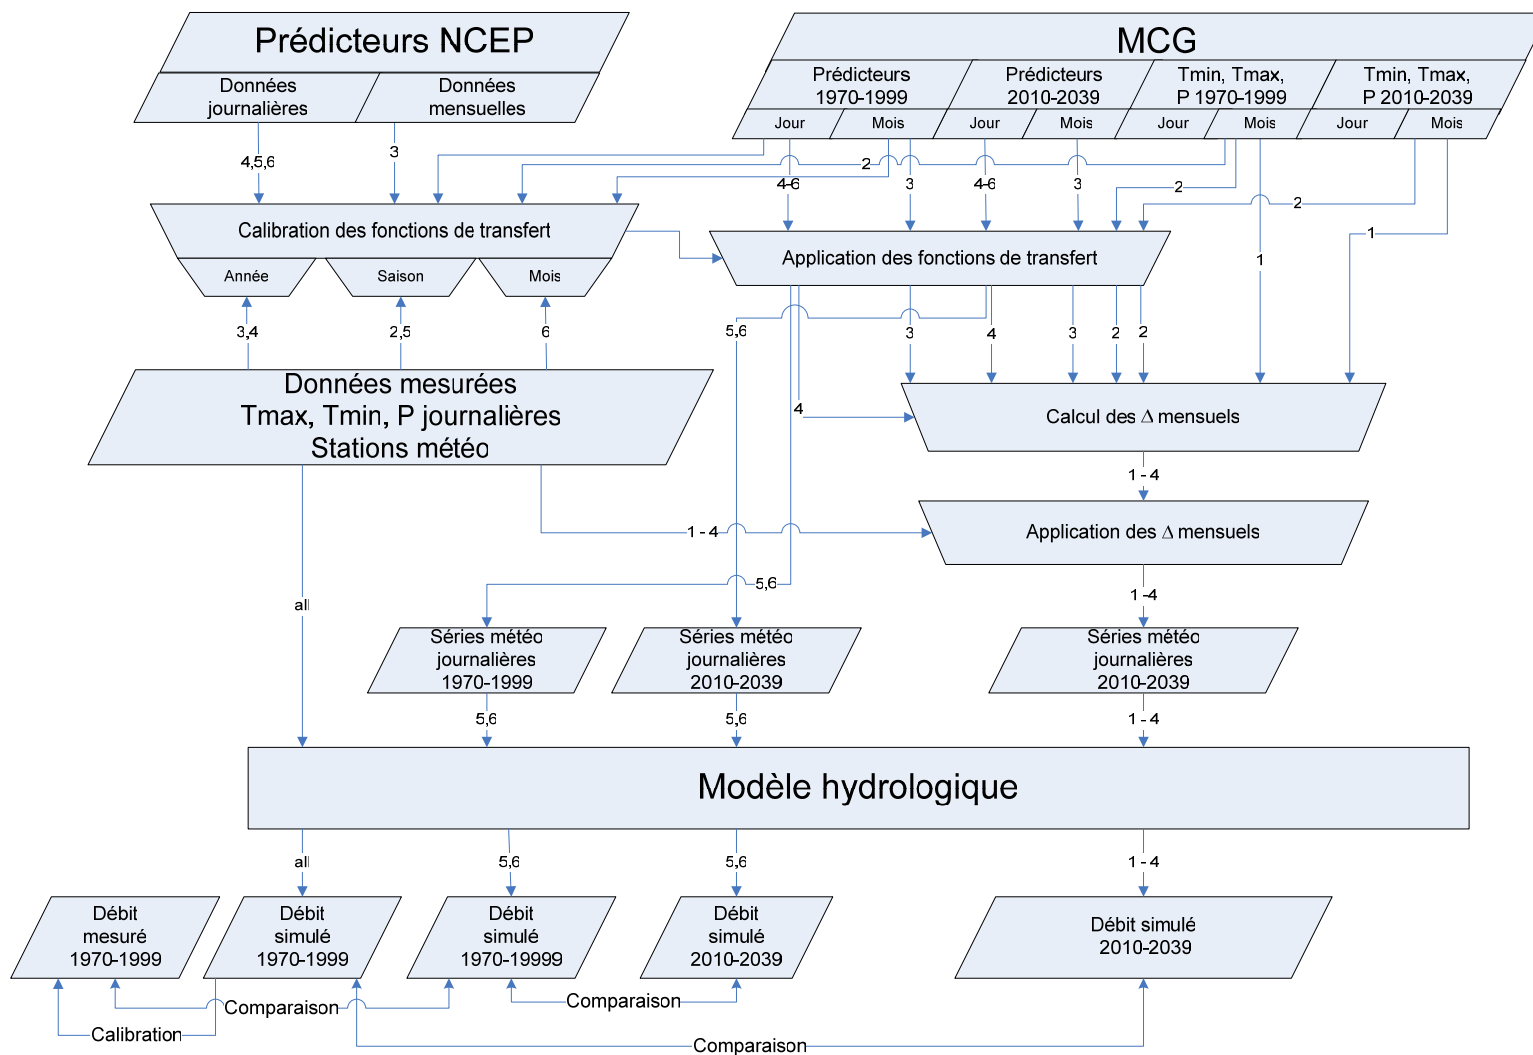 Prédicteurs NCEP
Données
journalières
Données
mensuelles
MCG
Prédicteurs
1970-1999
Prédicteurs
2010-2039
Tmin, Tmax,
P 1970-1999
Tmin, Tmax,
P 2010-2039
Jour
Mois
Jour
Mois
Jour
Mois
Jour
Mois
4,5,6
3
2
4-6
3
4-6
3
2
2
1
1
Calibration des fonctions de transfert
Année
Saison
Mois
Application des fonctions de transfert
3,4
2,5
6
5,6
3
4
3
2
2
Données mesurées
Tmax, Tmin, P journalières
Stations météo
4
Calcul des Δ mensuels
1 - 4
1 - 4
Application des Δ mensuels
all
5,6
1 -4
Séries météo
journalières
1970-1999
Séries météo
journalières
2010-2039
Séries météo
journalières
2010-2039
5,6
5,6
1 - 4
Modèle hydrologique
all
5,6
5,6
1 - 4
Débit
mesuré
1970-1999
Débit
simulé
1970-1999
Débit
simulé
1970-19999
Débit
simulé
2010-2039
Débit simulé
2010-2039
Comparaison
Comparaison
Calibration
Comparaison